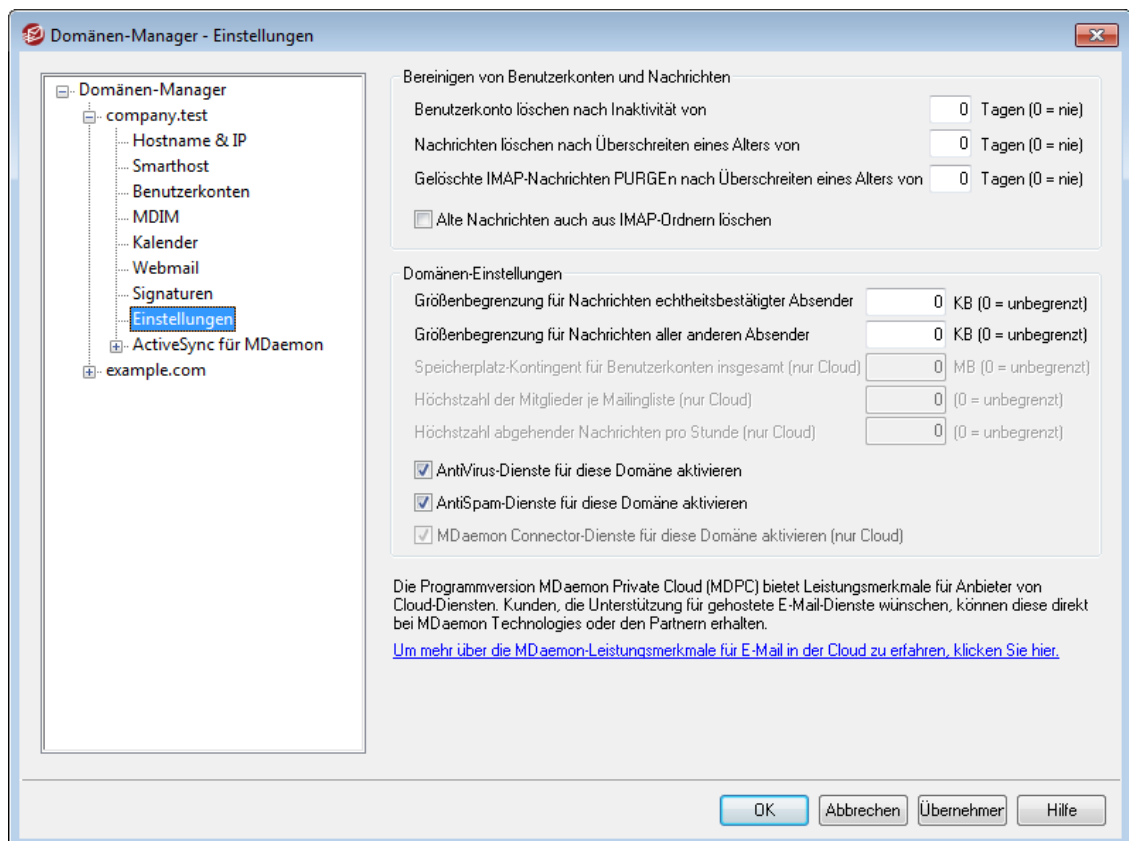 Domänen-Manager - Einstellungen
Domänen-Manager
company.test
Hostname & IP
Smarthost
Benutzerkonten
MDIM
Kalender
Webmail
Signaturen
Einstellungen
ActiveSync für MDaemon
example.com
Bereinigen von Benutzerkonten und Nachrichten
Benutzerkonto löschen nach Inaktivität von 0 Tagen (0 = nie)
Nachrichten löschen nach Überschreiten eines Alters von 0 Tagen (0 = nie)
Gelöschte IMAP-Nachrichten PURGEn nach Überschreiten eines Alters von 0 Tagen (0 = nie)
Alte Nachrichten auch aus IMAP-Ordnern löschen
Domänen-Einstellungen
Größenbegrenzung für Nachrichten echtheitsbestätigter Absender 0 KB (0 = unbegrenzt)
Größenbegrenzung für Nachrichten aller anderen Absender 0 KB (0 = unbegrenzt)
Speicherplatz-Kontingent für Benutzerkonten insgesamt (nur Cloud) 0 MB (0 = unbegrenzt)
Höchstzahl der Mitglieder je Mailingliste (nur Cloud) 0 (0 = unbegrenzt)
Höchstzahl abgehender Nachrichten pro Stunde (nur Cloud) 0 (0 = unbegrenzt)
AntiVirus-Dienste für diese Domäne aktivieren
AntiSpam-Dienste für diese Domäne aktivieren
MDaemon Connector-Dienste für diese Domäne aktivieren (nur Cloud)
Die Programmversion MDaemon Private Cloud (MDPC) bietet Leistungsmerkmale für Anbieter von
Cloud-Diensten. Kunden, die Unterstützung für gehostete E-Mail-Dienste wünschen, können diese direkt
bei MDaemon Technologies oder den Partnern erhalten.
Um mehr über die MDaemon-Leistungsmerkmale für E-Mail in der Cloud zu erfahren, klicken Sie hier.
OK Abbrechen Übernehmer Hilfe